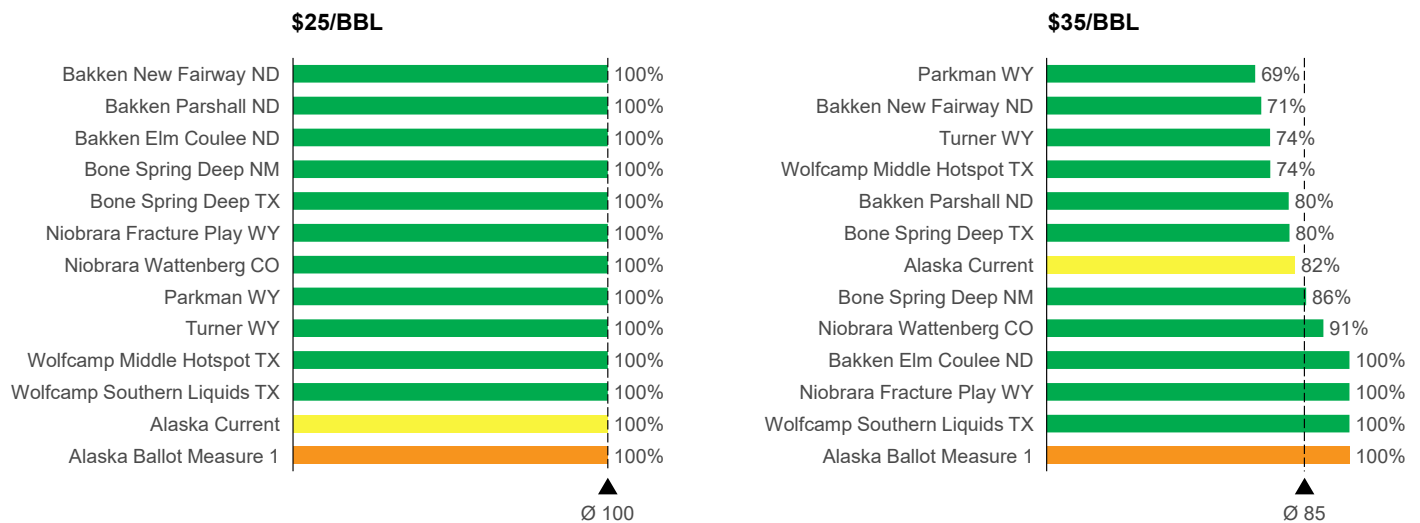 $25/BBL
Bakken New Fairway ND 100%
Bakken Parshall ND 100%
Bakken Elm Coulee ND 100%
Bone Spring Deep NM 100%
Bone Spring Deep TX 100%
Niobrara Fracture Play WY 100%
Niobrara Wattenberg CO 100%
Parkman WY 100%
Turner WY 100%
Wolfcamp Middle Hotspot TX 100%
Wolfcamp Southern Liquids TX 100%
Alaska Current 100%
Alaska Ballot Measure 1 100%
Ø 100
$35/BBL
Parkman WY 69%
Bakken New Fairway ND 71%
Turner WY 74%
Wolfcamp Middle Hotspot TX 74%
Bakken Parshall ND 80%
Bone Spring Deep TX 80%
Alaska Current 82%
Bone Spring Deep NM 86%
Niobrara Wattenberg CO 91%
Bakken Elm Coulee ND 100%
Niobrara Fracture Play WY 100%
Wolfcamp Southern Liquids TX 100%
Alaska Ballot Measure 1 100%
Ø 85